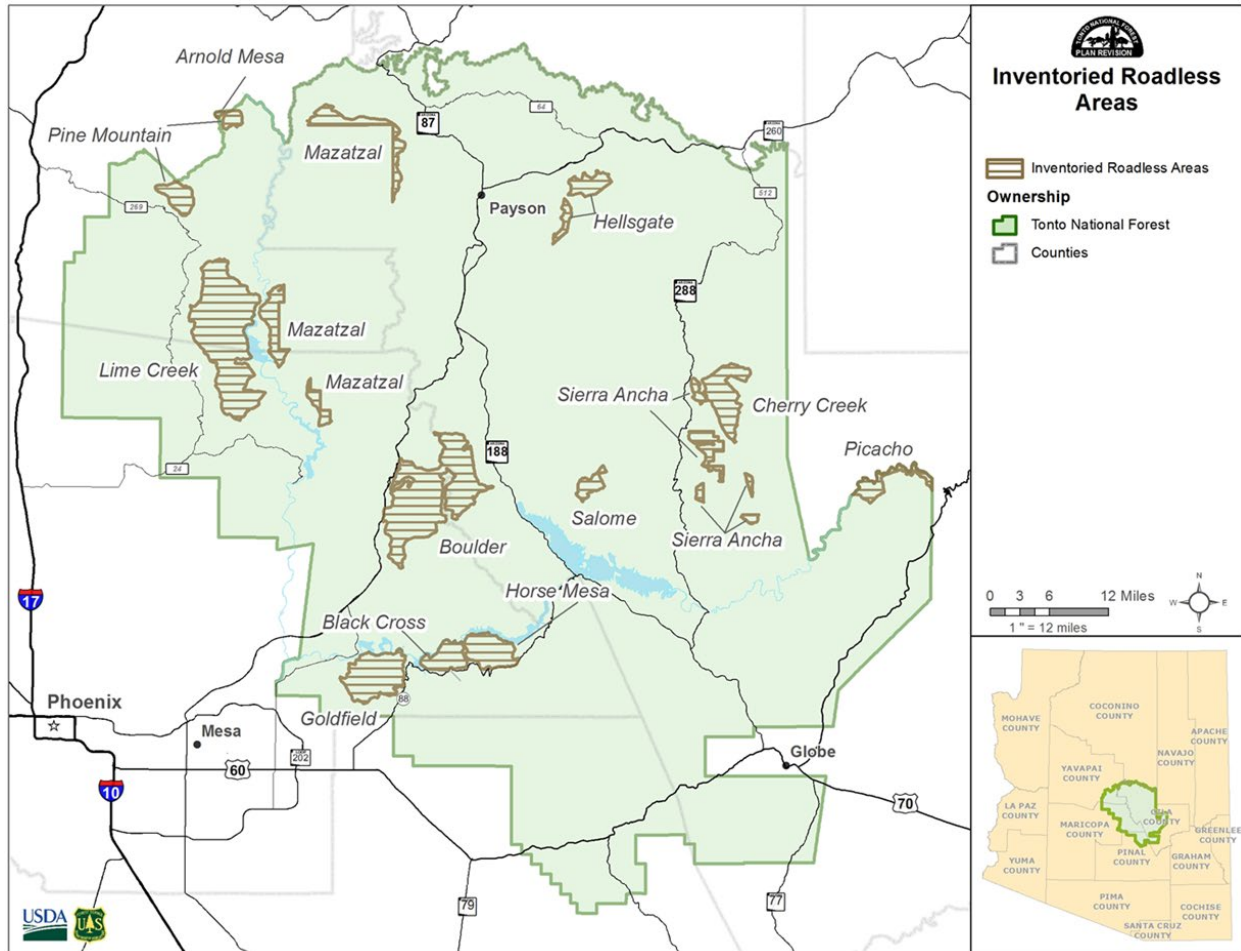 Arnold Mesa
Pine Mountain
Mazatzal
87
64
260
Payson
Hellsgate
512
269
288
Mazatzal
Lime Creek
Mazatzal
Sierra Ancha
Cherry Creek
Picacho
188
24
Salome
Sierra Ancha
Boulder
Horse Mesa
Black Cross
17
Goldfield
88
Phoenix
Mesa
202
60
Globe
10
70
79
77
USDA
UAS
TONTO NATIONAL FOREST
PLAN REVISION
Inventoried Roadless
Areas
Inventoried Roadless Areas
Ownership
Tonto National Forest
Counties
0 3 6 12 Miles
1 " = 12 miles
N
W E
S
COCONINO
COUNTY
MOHAVE
COUNTY
APACHE
COUNTY
NAVAJO
COUNTY
YAVAPAI
COUNTY
LA PAZ
COUNTY
GILA
COUNTY
MARICOPA
COUNTY
GREENLEE
COUNTY
PINAL
COUNTY
GRAHAM
COUNTY
YUMA
COUNTY
PIMA
COUNTY
COCHISE
COUNTY
SANTA CRUZ
COUNTY